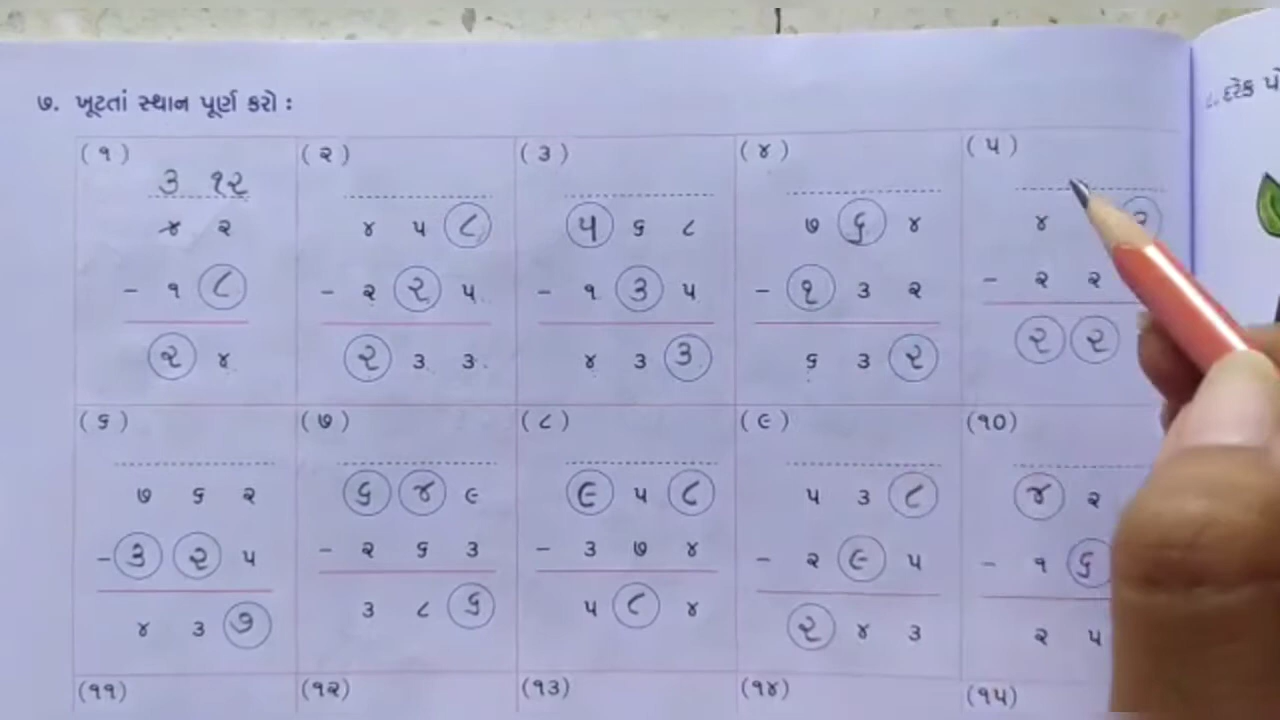 ૭. ખૂટતાં સ્થાન પૂર્ણ કરો :
૮. દરેક
(૧) (૨) (૩) (૪) (૫)
૩ ૧૨
૪ ૨ ૪ ૫ ૮ ૫ ૬ ૮ ૭ ૬ ૪ ૪
- ૧ ૮ - ૨ ૨ ૫ - ૧ ૩ ૫ - ૧ ૩ ૨ - ૨ ૨
૨ ૪ ૨ ૩ ૩ ૪ ૩ ૩ ૬ ૩ ૨ ૨ ૨
(૬) (૭) (૮) (૯) (૧૦)
૭ ૬ ૨ ૬ ૪ ૯ ૯ ૫ ૮ ૫ ૩ ૮ ૪ ૨
- ૩ ૨ ૫ - ૨ ૬ ૩ - ૩ ૭ ૪ - ૨ ૯ ૫ - ૧ ૬
૪ ૩ ૭ ૩ ૮ ૬ ૫ ૮ ૪ ૨ ૪ ૩ ૨ ૫
(૧૧) (૧૨) (૧૩) (૧૪) (૧૫)